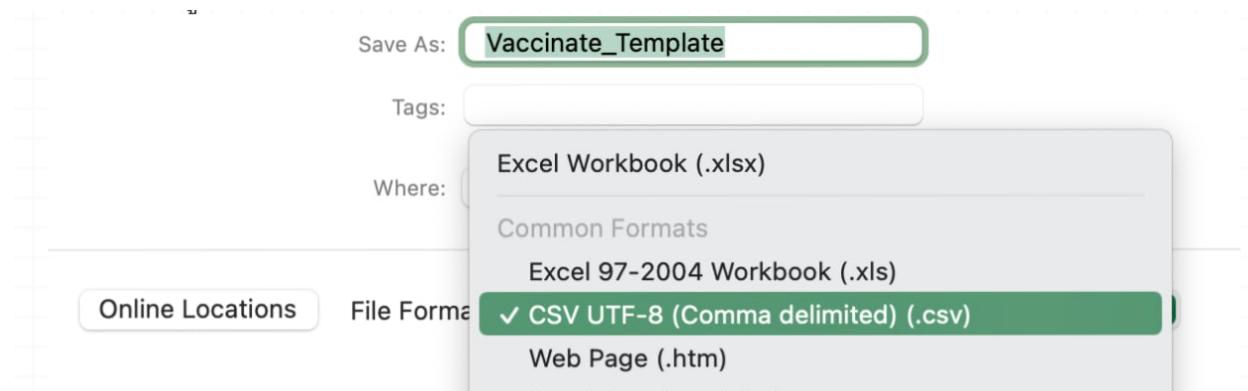 Save As: Vaccinate_Template
Tags:
Excel Workbook (.xlsx)
Where:
Common Formats
Excel 97-2004 Workbook (.xls)
Online Locations File Forma ✓ CSV UTF-8 (Comma delimited) (.csv)
Web Page (.htm)